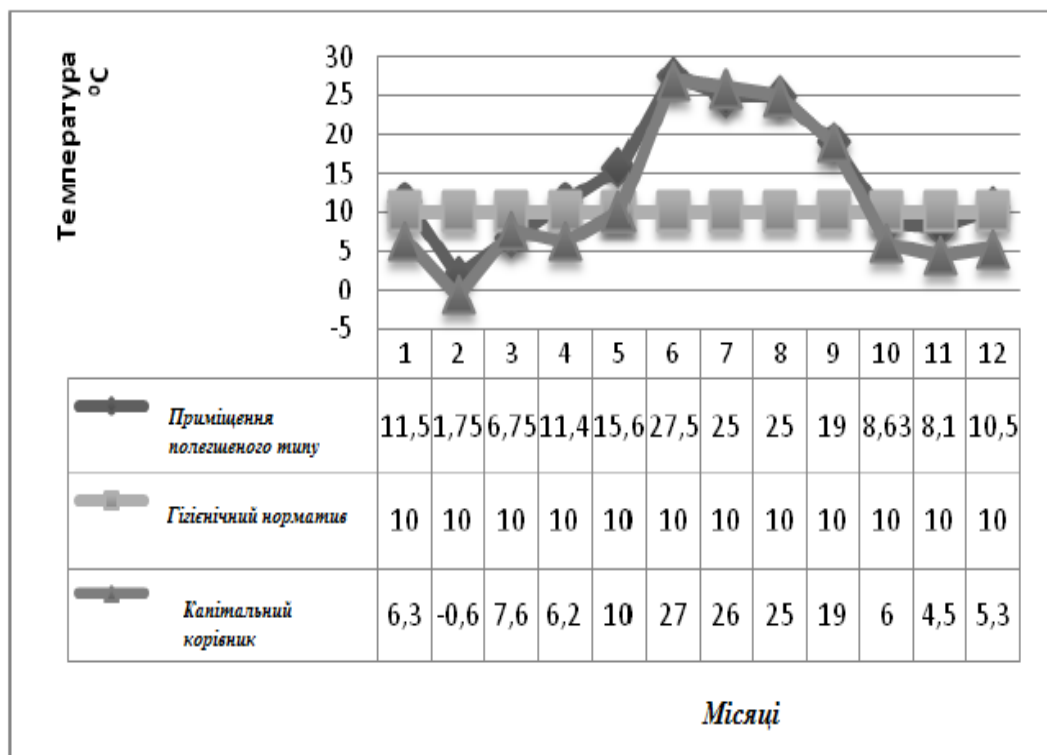 Температура
ºС
30
25
20
15
10
5
0
-5
1 2 3 4 5 6 7 8 9 10 11 12
Приміщення
полегшеного типу
11,5 1,75 6,75 11,4 15,6 27,5 25 25 19 8,63 8,1 10,5
Гігієнічний норматив
10 10 10 10 10 10 10 10 10 10 10 10
Капітальний
корівник
6,3 -0,6 7,6 6,2 10 27 26 25 19 6 4,5 5,3
Місяці